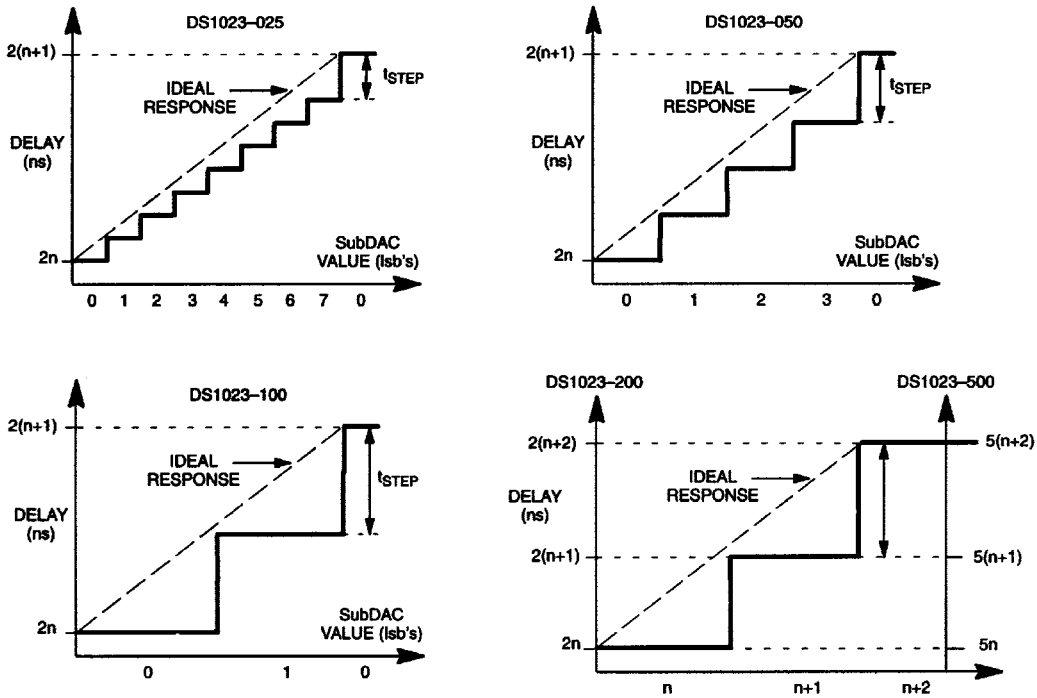 DS1023–025
2(n+1)
IDEAL
RESPONSE
tSTEP
DELAY
(ns)
2n
SubDAC
VALUE (lsb's)
0 1 2 3 4 5 6 7 0
DS1023–050
2(n+1)
IDEAL
RESPONSE
tSTEP
DELAY
(ns)
2n
SubDAC
VALUE (lsb's)
0 1 2 3 0
DS1023–100
2(n+1)
IDEAL
RESPONSE
tSTEP
DELAY
(ns)
2n
SubDAC
VALUE (lsb's)
0 1 0
DS1023–200 DS1023–500
2(n+2) 5(n+2)
IDEAL
RESPONSE
DELAY
(ns)
2(n+1) 5(n+1)
2n 5n
n n+1 n+2